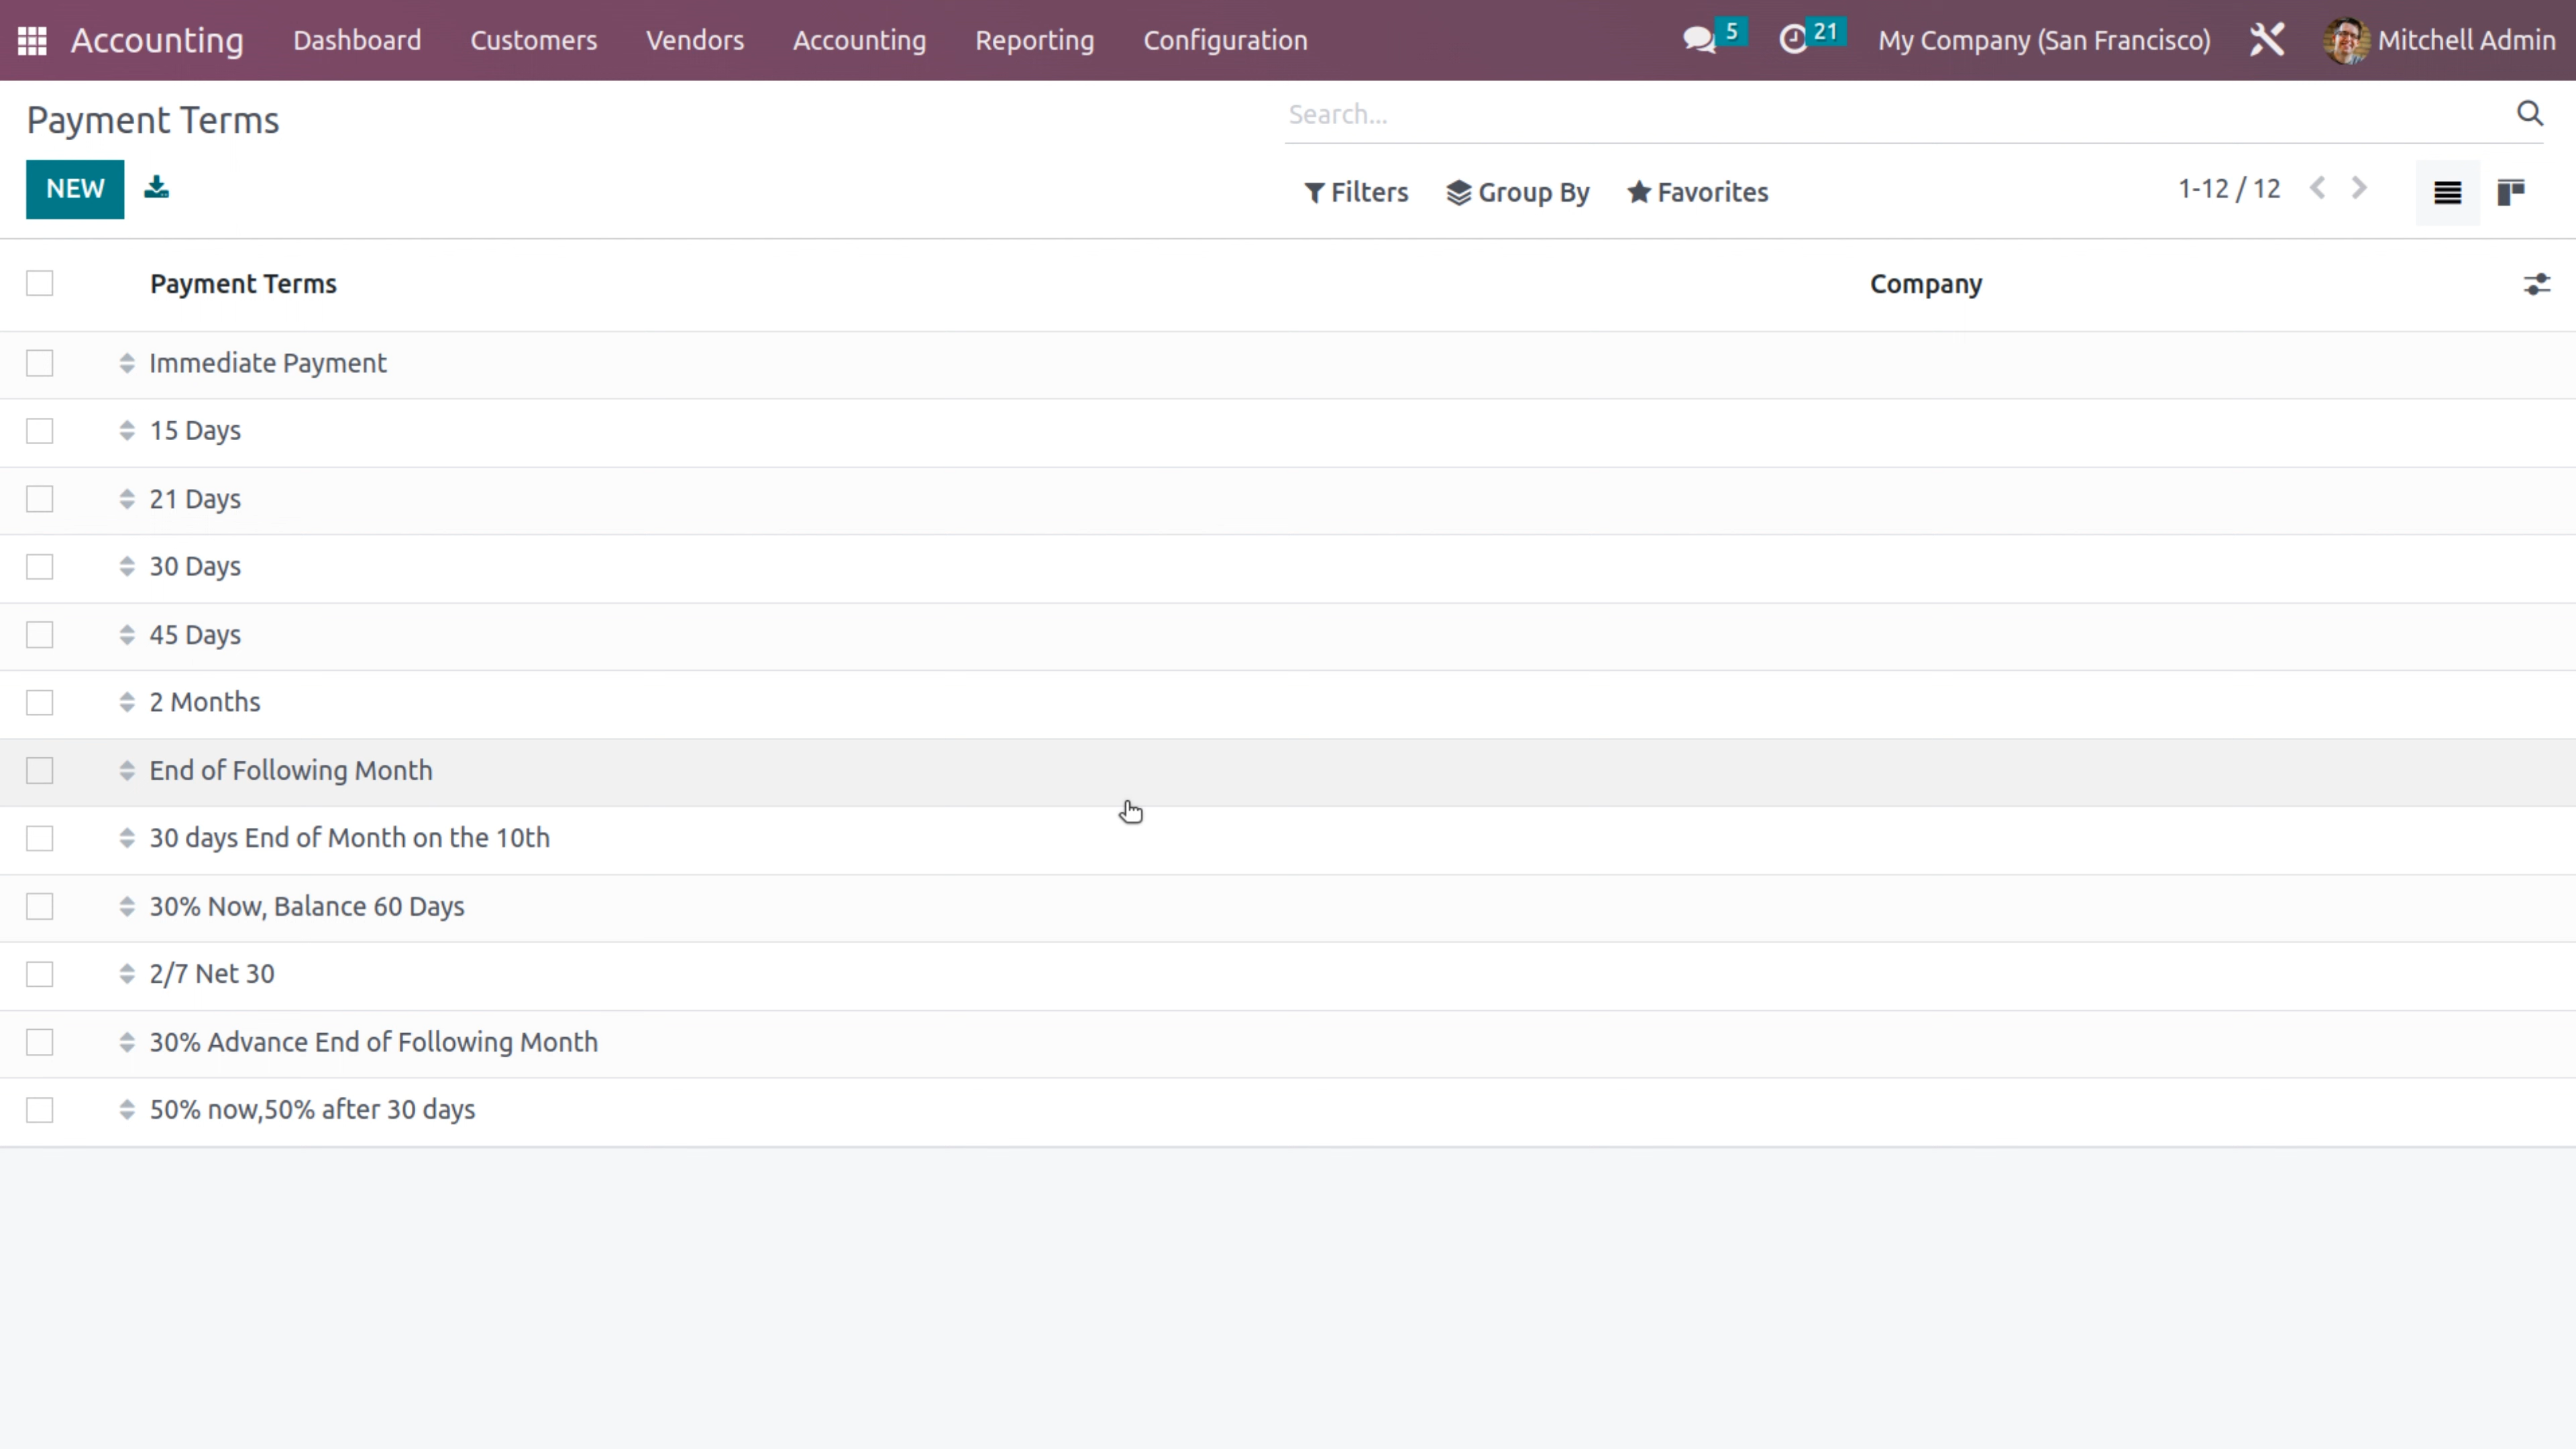 Accounting Dashboard Customers Vendors Accounting Reporting Configuration 5 21 My Company (San Francisco) Mitchell Admin
Payment Terms Search...
NEW Filters Group By Favorites 1-12 / 12
Payment Terms Company
Immediate Payment
15 Days
21 Days
30 Days
45 Days
2 Months
End of Following Month
30 days End of Month on the 10th
30% Now, Balance 60 Days
2/7 Net 30
30% Advance End of Following Month
50% now,50% after 30 days